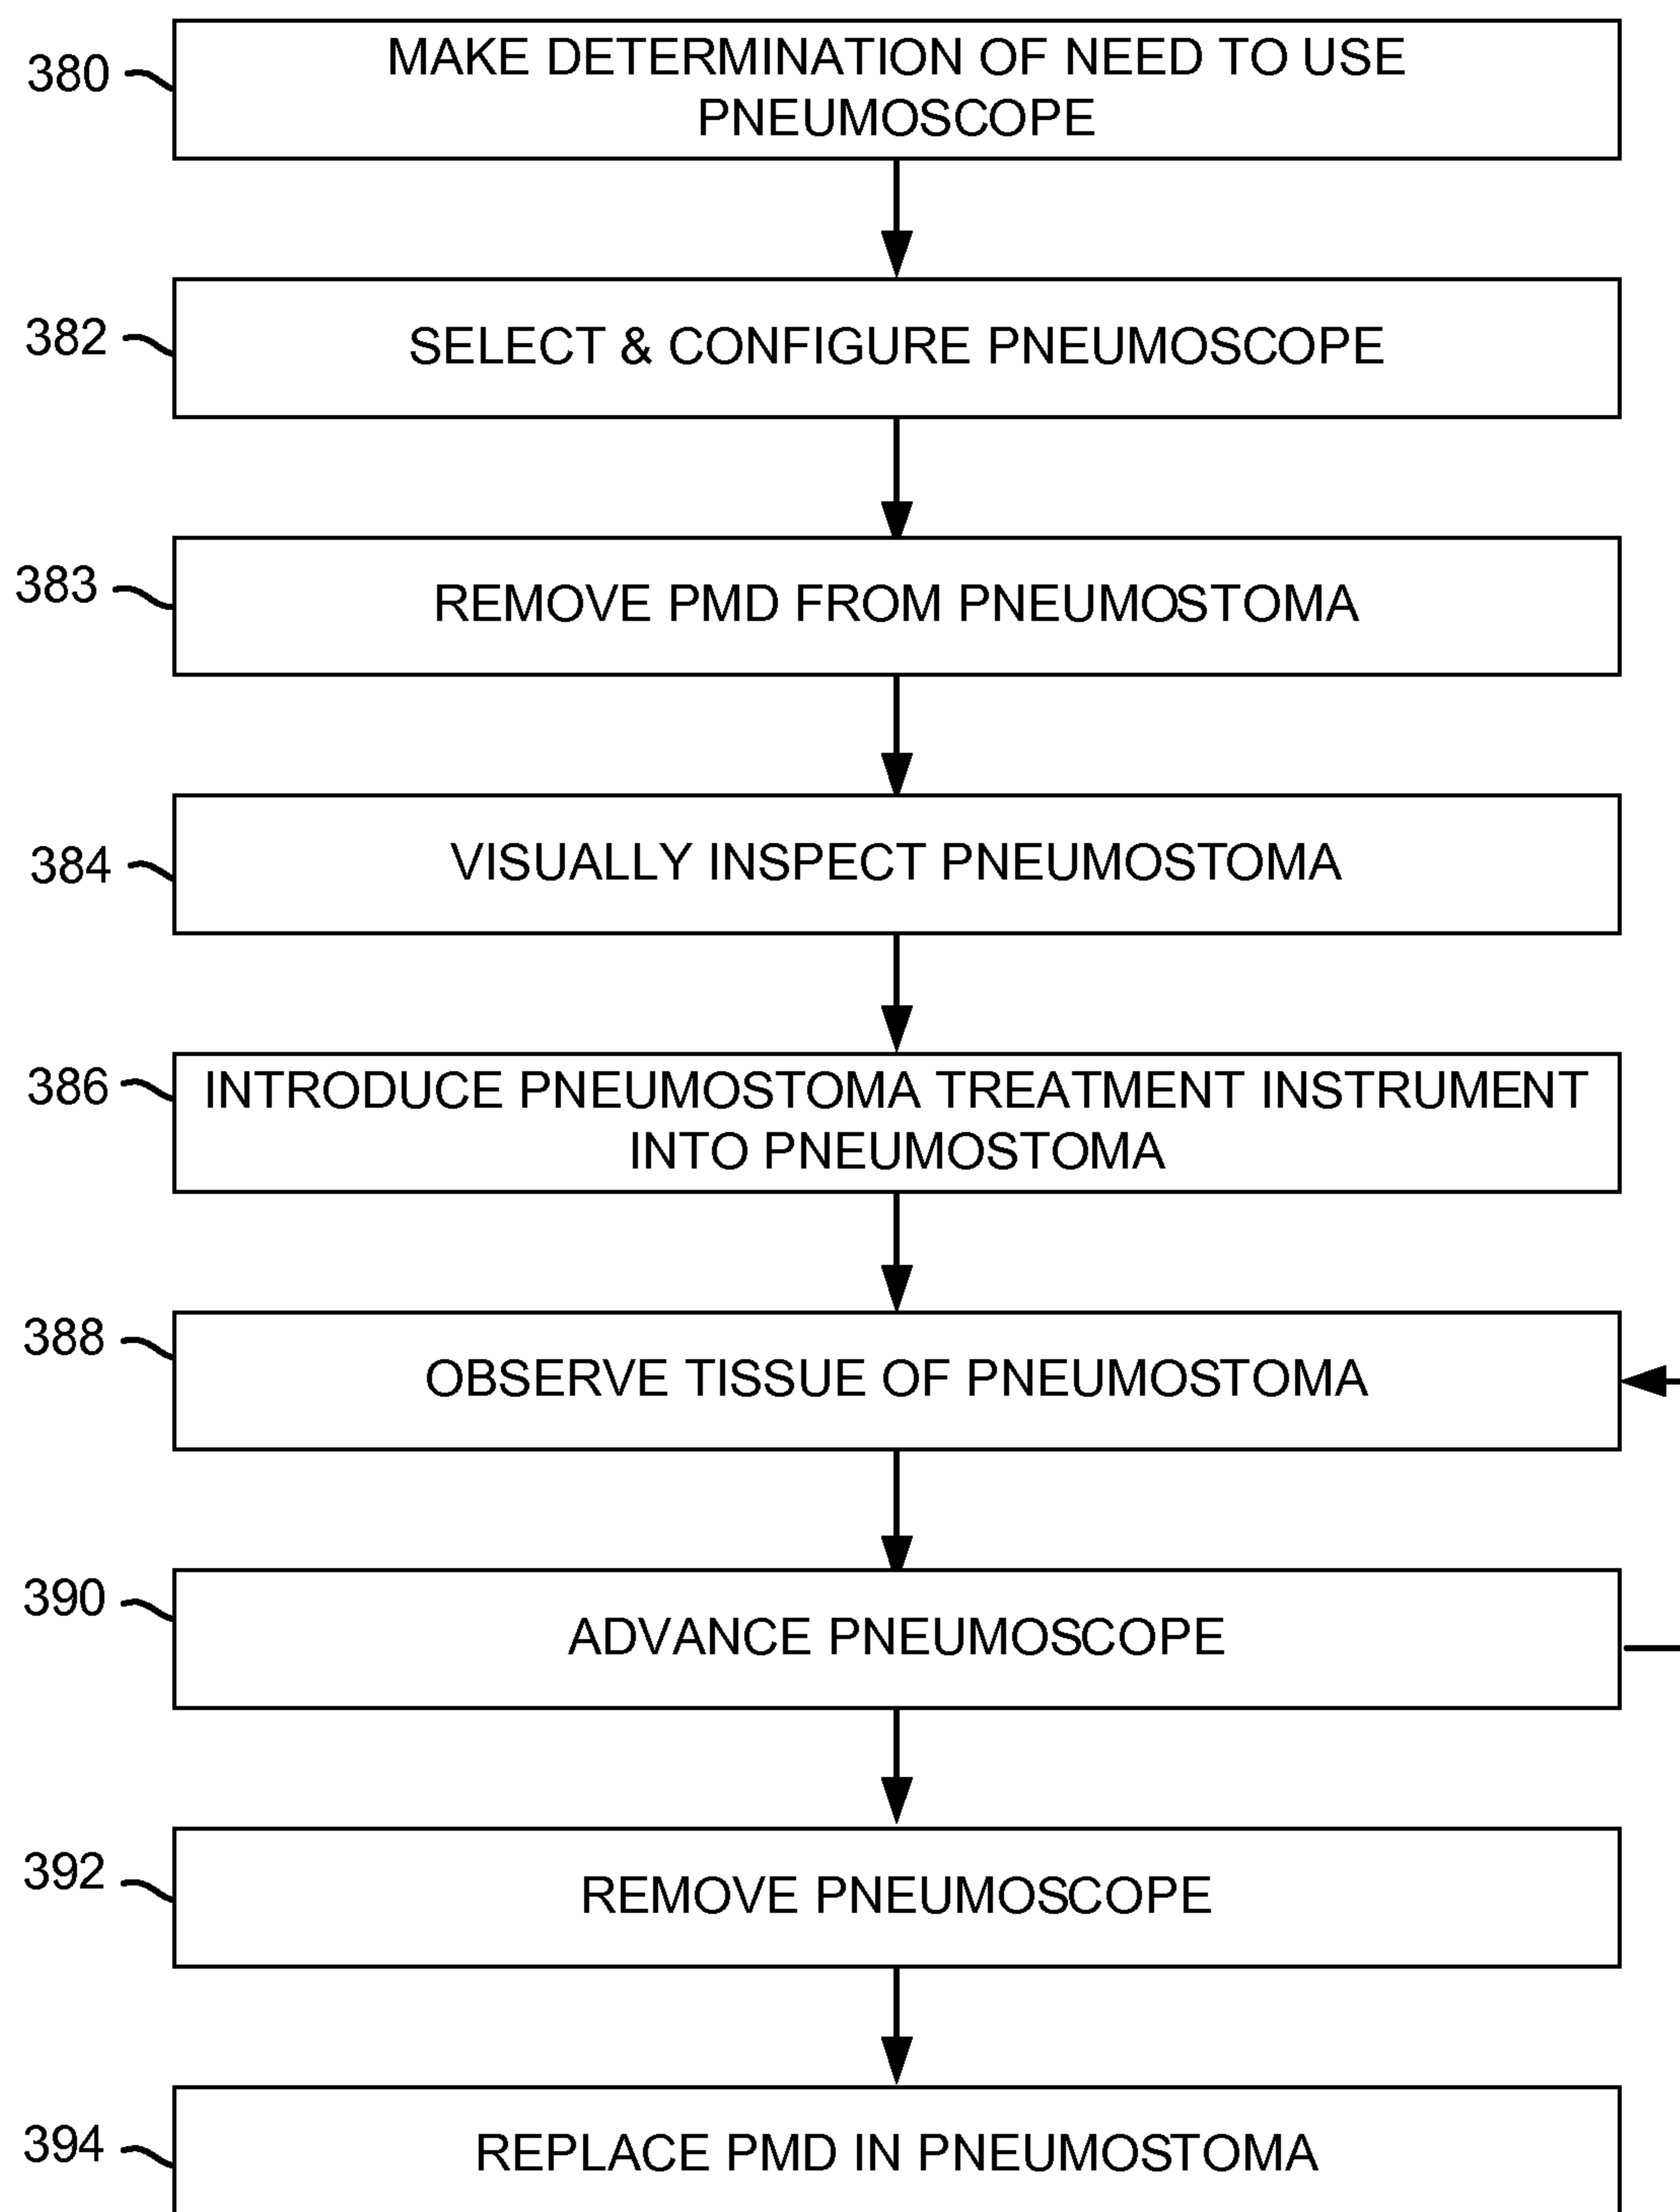 380
MAKE DETERMINATION OF NEED TO USE
PNEUMOSCOPE
382
SELECT & CONFIGURE PNEUMOSCOPE
383
REMOVE PMD FROM PNEUMOSTOMA
384
VISUALLY INSPECT PNEUMOSTOMA
386
INTRODUCE PNEUMOSTOMA TREATMENT INSTRUMENT
INTO PNEUMOSTOMA
388
OBSERVE TISSUE OF PNEUMOSTOMA
390
ADVANCE PNEUMOSCOPE
392
REMOVE PNEUMOSCOPE
394
REPLACE PMD IN PNEUMOSTOMA